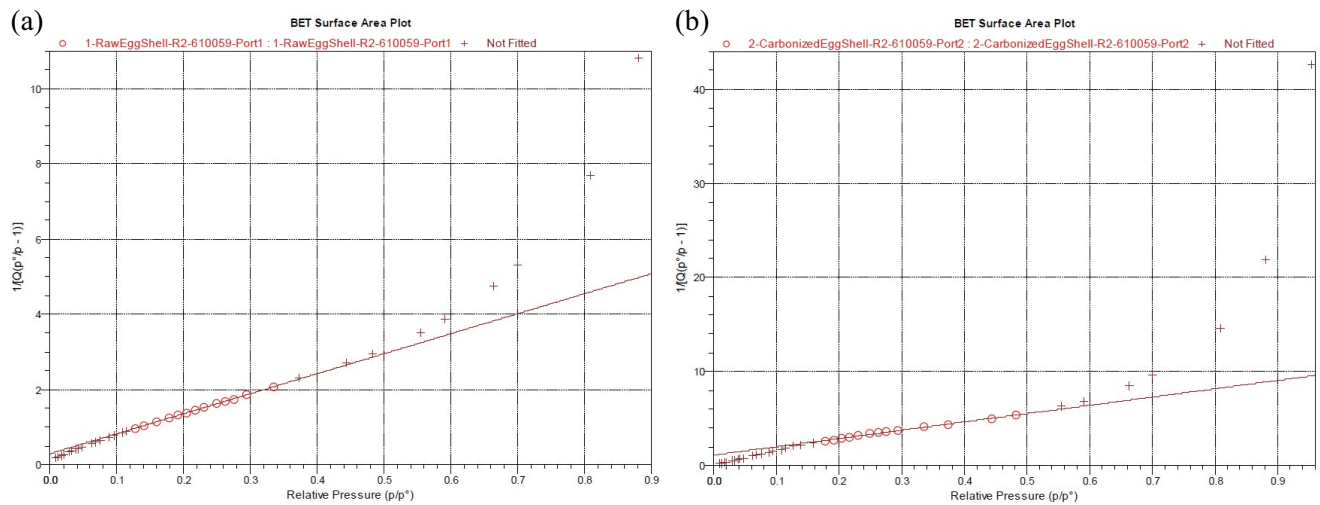 (a)
BET Surface Area Plot
1-RawEggShell-R2-610059-Port1 : 1-RawEggShell-R2-610059-Port1 + Not Fitted
10
8
6
4
2
0
1/[Q(p°/p - 1)]
0.0 0.1 0.2 0.3 0.4 0.5 0.6 0.7 0.8 0.9
Relative Pressure (p/p°)
(b)
BET Surface Area Plot
2-CarbonizedEggShell-R2-610059-Port2 : 2-CarbonizedEggShell-R2-610059-Port2 + Not Fitted
40
30
20
10
0
1/[Q(p°/p - 1)]
0.0 0.1 0.2 0.3 0.4 0.5 0.6 0.7 0.8 0.9
Relative Pressure (p/p°)